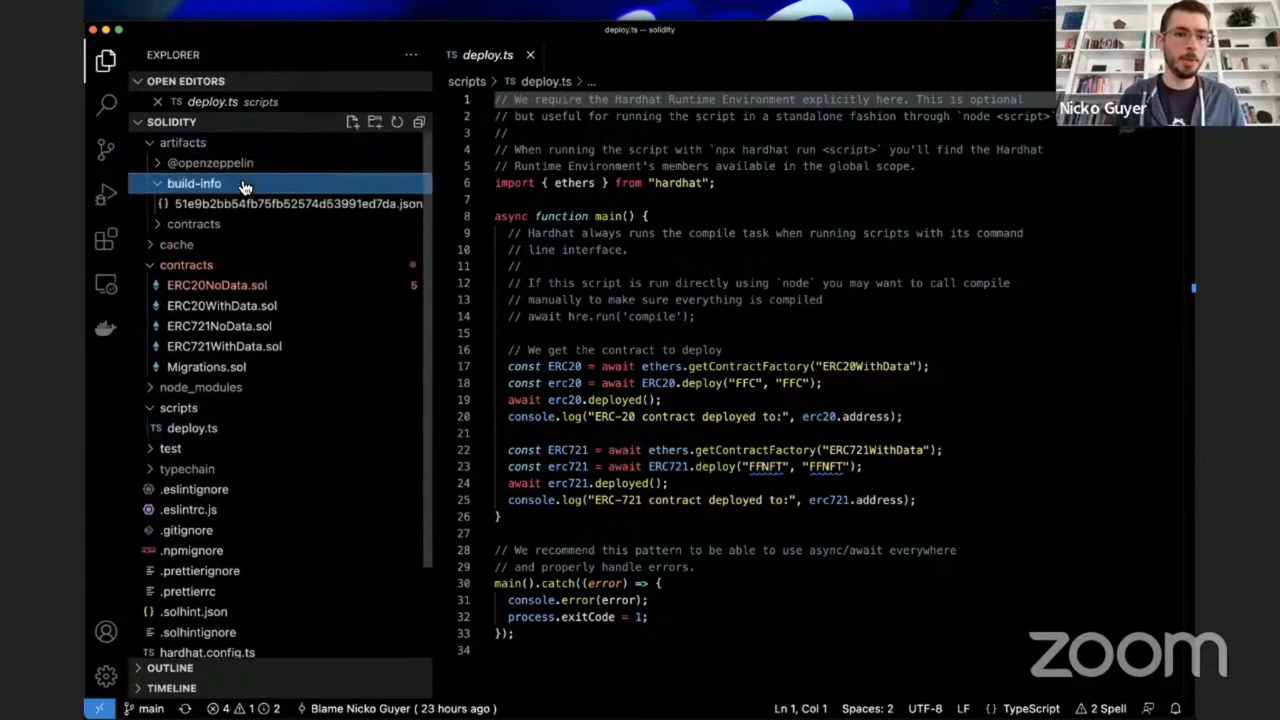 deploy.ts — solidity
EXPLORER
OPEN EDITORS
TS deploy.ts scripts
SOLIDITY
artifacts
@openzeppelin
build-info
{} 51e9b2bb54fb75fb52574d53991ed7da.json
contracts
cache
contracts
ERC20NoData.sol 5
ERC20WithData.sol
ERC721NoData.sol
ERC721WithData.sol
Migrations.sol
node_modules
scripts
TS deploy.ts
test
typechain
.eslintignore
.eslintrc.js
.gitignore
.npmignore
.prettierignore
.prettierrc
{} .solhint.json
.solhintignore
hardhat.config.ts
OUTLINE
TIMELINE
TS deploy.ts
scripts > TS deploy.ts > ...
1 // We require the Hardhat Runtime Environment explicitly here. This is optional
2 // but useful for running the script in a standalone fashion through `node <script>`
3 //
4 // When running the script with `npx hardhat run <script>` you'll find the Hardhat
5 // Runtime Environment's members available in the global scope.
6 import { ethers } from "hardhat";
7
8 async function main() {
9 // Hardhat always runs the compile task when running scripts with its command
10 // line interface.
11 //
12 // If this script is run directly using `node` you may want to call compile
13 // manually to make sure everything is compiled
14 // await hre.run('compile');
15
16 // We get the contract to deploy
17 const ERC20 = await ethers.getContractFactory("ERC20WithData");
18 const erc20 = await ERC20.deploy("FFC", "FFC");
19 await erc20.deployed();
20 console.log("ERC-20 contract deployed to:", erc20.address);
21
22 const ERC721 = await ethers.getContractFactory("ERC721WithData");
23 const erc721 = await ERC721.deploy("FFNFT", "FFNFT");
24 await erc721.deployed();
25 console.log("ERC-721 contract deployed to:", erc721.address);
26 }
27
28 // We recommend this pattern to be able to use async/await everywhere
29 // and properly handle errors.
30 main().catch((error) => {
31 console.error(error);
32 process.exitCode = 1;
33 });
34
Nicko Guyer
zoom
main 4 1 2 Blame Nicko Guyer ( 23 hours ago ) Ln 1, Col 1 Spaces: 2 UTF-8 LF {} TypeScript 2 Spell